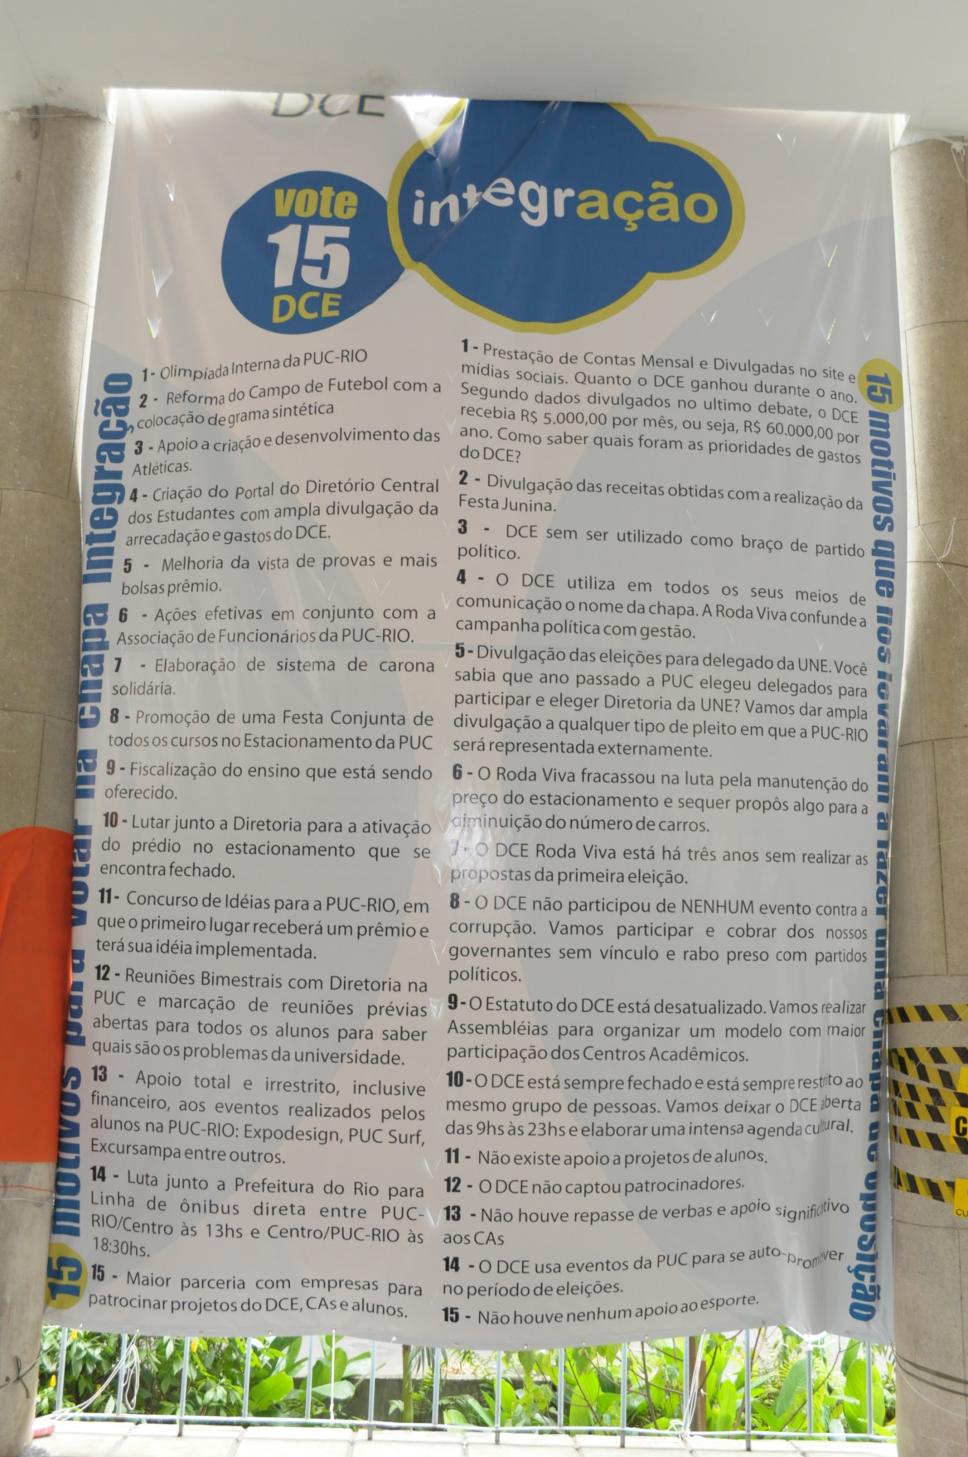 DCE
vote
15
DCE
integração
15 motivos para votar na chapa Integração
1 - Olimpíada Interna da PUC-RIO
2 - Reforma do Campo de Futebol com a
colocação de grama sintética
3 - Apoio a criação e desenvolvimento das
Atléticas.
4 - Criação do Portal do Diretório Central
dos Estudantes com ampla divulgação da
arrecadação e gastos do DCE.
5 - Melhoria da vista de provas e mais
bolsas prêmio.
6 - Ações efetivas em conjunto com a
Associação de Funcionários da PUC-RIO.
7 - Elaboração de sistema de carona
solidária.
8 - Promoção de uma Festa Conjunta de
todos os cursos no Estacionamento da PUC
9 - Fiscalização do ensino que está sendo
oferecido.
10 - Lutar junto a Diretoria para a ativação
do prédio no estacionamento que se
encontra fechado.
11 - Concurso de Idéias para a PUC-RIO, em
que o primeiro lugar receberá um prêmio e
terá sua idéia implementada.
12 - Reuniões Bimestrais com Diretoria na
PUC e marcação de reuniões prévias
abertas para todos os alunos para saber
quais são os problemas da universidade.
13 - Apoio total e irrestrito, inclusive
financeiro, aos eventos realizados pelos
alunos na PUC-RIO: Expodesign, PUC Surf,
Excursampa entre outros.
14 - Luta junto a Prefeitura do Rio para
Linha de ônibus direta entre PUC-
RIO/Centro às 13hs e Centro/PUC-RIO às
18:30hs.
15 - Maior parceria com empresas para
patrocinar projetos do DCE, CAs e alunos.
1 - Prestação de Contas Mensal e Divulgadas no site e
mídias sociais. Quanto o DCE ganhou durante o ano.
Segundo dados divulgados no ultimo debate, o DCE
recebia R$ 5.000,00 por mês, ou seja, R$ 60.000,00 por
ano. Como saber quais foram as prioridades de gastos
do DCE?
2 - Divulgação das receitas obtidas com a realização da
Festa Junina.
3 - DCE sem ser utilizado como braço de partido
político.
4 - O DCE utiliza em todos os seus meios de
comunicação o nome da chapa. A Roda Viva confunde a
campanha política com gestão.
5 - Divulgação das eleições para delegado da UNE. Você
sabia que ano passado a PUC elegeu delegados para
participar e eleger Diretoria da UNE? Vamos dar ampla
divulgação a qualquer tipo de pleito em que a PUC-RIO
será representada externamente.
6 - O Roda Viva fracassou na luta pela manutenção do
preço do estacionamento e sequer propôs algo para a
diminuição do número de carros.
7 - O DCE Roda Viva está há três anos sem realizar as
propostas da primeira eleição.
8 - O DCE não participou de NENHUM evento contra a
corrupção. Vamos participar e cobrar dos nossos
governantes sem vínculo e rabo preso com partidos
políticos.
9 - O Estatuto do DCE está desatualizado. Vamos realizar
Assembléias para organizar um modelo com maior
participação dos Centros Acadêmicos.
10 - O DCE está sempre fechado e está sempre restrito ao
mesmo grupo de pessoas. Vamos deixar o DCE aberta
das 9hs às 23hs e elaborar uma intensa agenda cultural.
11 - Não existe apoio a projetos de alunos.
12 - O DCE não captou patrocinadores.
13 - Não houve repasse de verbas e apoio significativo
aos CAs
14 - O DCE usa eventos da PUC para se auto-promover
no período de eleições.
15 - Não houve nenhum apoio ao esporte.
15 motivos que nos levaram a fazer uma chapa de oposição